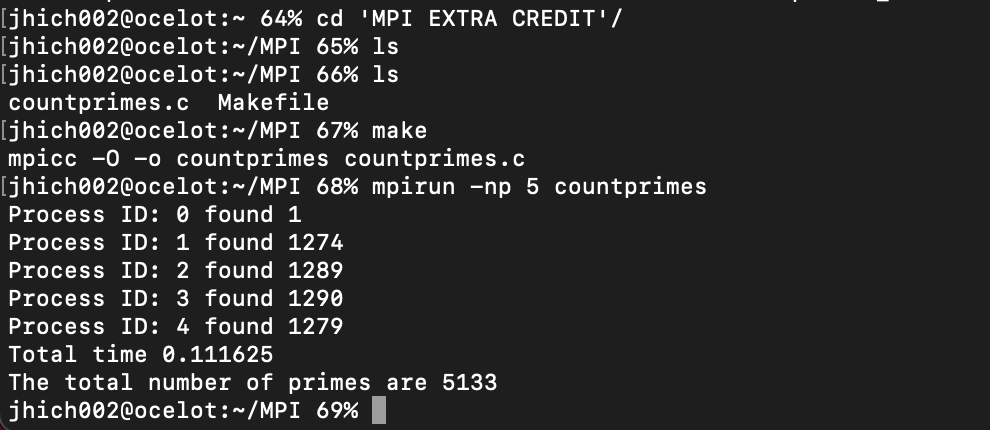 [jhich002@ocelot:~ 64% cd 'MPI EXTRA CREDIT'/
[jhich002@ocelot:~/MPI 65% ls
[jhich002@ocelot:~/MPI 66% ls
countprimes.c  Makefile
[jhich002@ocelot:~/MPI 67% make
mpicc -O -o countprimes countprimes.c
[jhich002@ocelot:~/MPI 68% mpirun -np 5 countprimes
Process ID: 0 found 1
Process ID: 1 found 1274
Process ID: 2 found 1289
Process ID: 3 found 1290
Process ID: 4 found 1279
Total time 0.111625
The total number of primes are 5133
jhich002@ocelot:~/MPI 69%